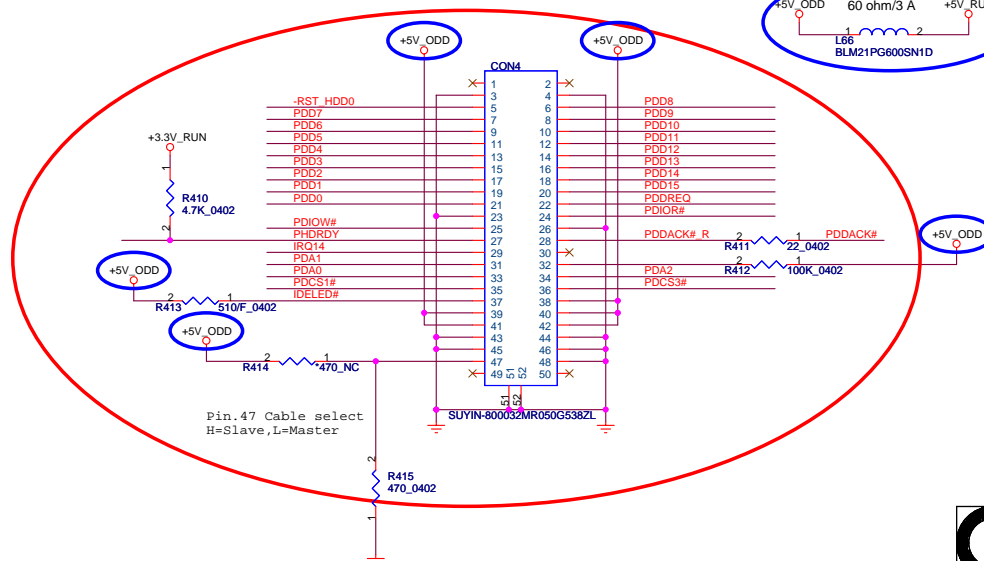 +5V_ODD 60 ohm/3 A +5V_RU
1 2
L66
BLM21PG600SN1D
+5V_ODD +5V_ODD
CON4
1 2
3 4
-RST_HDD0 5 6 PDD8
PDD7 7 8 PDD9
PDD6 9 10 PDD10
PDD5 11 12 PDD11
PDD4 13 14 PDD12
PDD3 15 16 PDD13
PDD2 17 18 PDD14
PDD1 19 20 PDD15
PDD0 21 22 PDDREQ
23 24 PDIOR#
PDIOW# 25 26
PHDRDY 27 28 PDDACK#_R 2 1 PDDACK#
R411 22_0402
IRQ14 29 30
PDA1 31 32 2 1
R412 100K_0402
+5V_ODD
PDA0 33 34 PDA2
PDCS1# 35 36 PDCS3#
IDELED# 37 38
39 40
41 42
43 44
45 46
47 48
49 50
51 52
51 52
SUYIN-800032MR050G538ZL
+3.3V_RUN
1
R410
4.7K_0402
2
+5V_ODD
2 1
R413 510/F_0402
+5V_ODD
2 1
R414 *470_NC
Pin.47 Cable select
H=Slave,L=Master
2
R415
470_0402
1